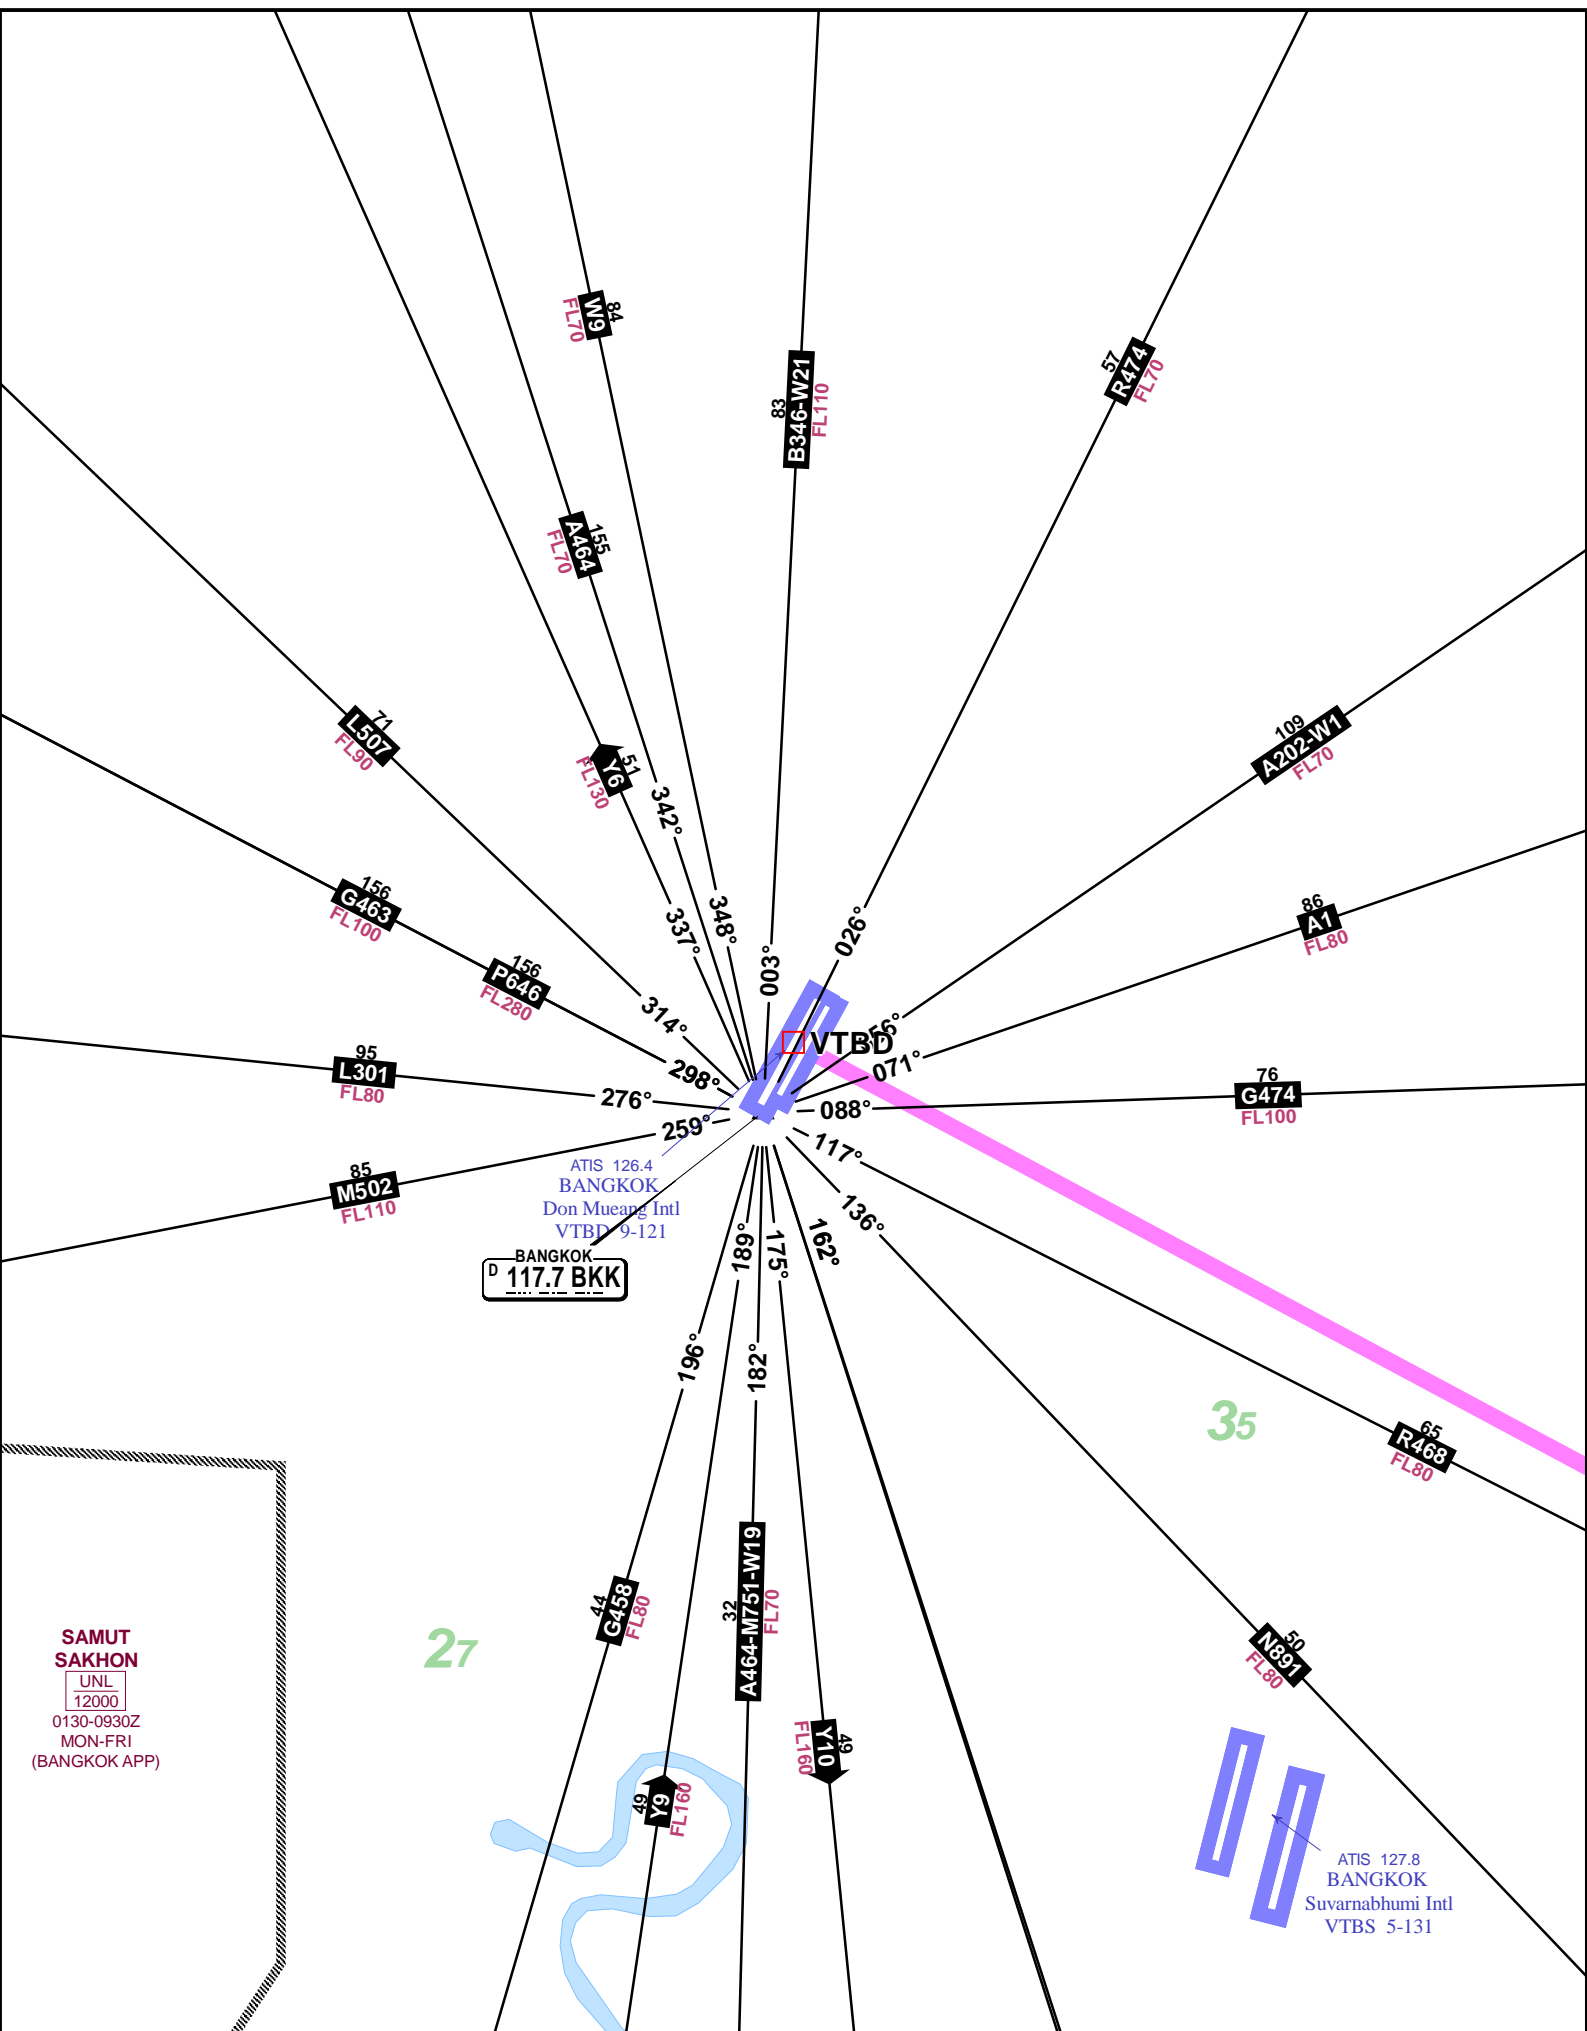 84
W9
FL70
83
B346-W21
FL110
57
R474
FL70
155
A464
FL70
71
L507
FL90
51
Y6
FL130
109
A202-W1
FL70
342°
156
G463
FL100
337°
348°
003°
026°
86
A1
FL80
156
P646
FL280
314°
VTBD
071°
95
L301
FL80
298°
276°
088°
76
G474
FL100
259°
117°
85
M502
FL110
ATIS 126.4
BANGKOK
Don Mueang Intl
VTBD 9-121
136°
189°
175°
162°
BANGKOK
D 117.7 BKK
196°
182°
35
65
R468
FL80
44
G458
FL80
32
A464-M751-W19
FL70
27
50
N891
FL80
SAMUT
SAKHON
UNL
12000
0130-0930Z
MON-FRI
(BANGKOK APP)
49
Y10
FL160
49
Y9
FL160
ATIS 127.8
BANGKOK
Suvarnabhumi Intl
VTBS 5-131